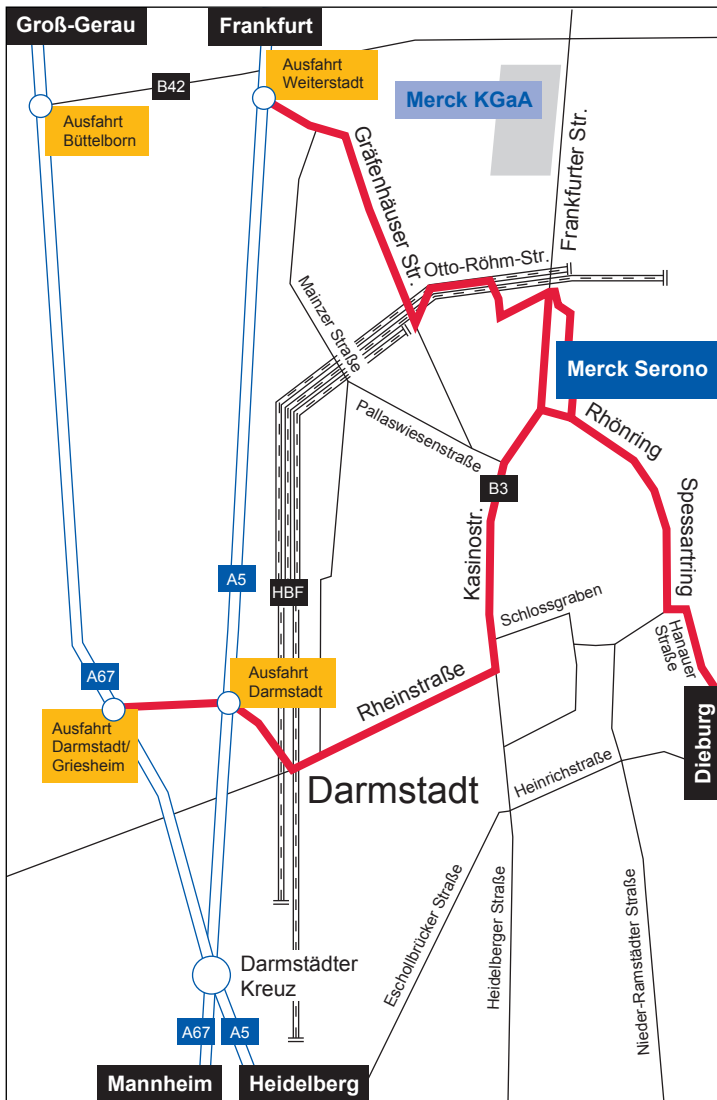 Groß-Gerau
Frankfurt
Ausfahrt
Weiterstadt
B42
Merck KGaA
Ausfahrt
Büttelborn
Gräfenhäuser Str.
Frankfurter Str.
Otto-Röhm-Str.
Mainzer Straße
Merck Serono
Pallaswiesenstraße
Rhönring
B3
Spessartring
Kasinostr.
A5
HBF
Schlossgraben
Hanauer
Straße
A67
Ausfahrt
Darmstadt
Rheinstraße
Ausfahrt
Darmstadt/
Griesheim
Dieburg
Darmstadt
Heinrichstraße
Eschollbrücker Straße
Heidelberger Straße
Nieder-Ramstädter Straße
Darmstädter
Kreuz
A67
A5
Mannheim
Heidelberg